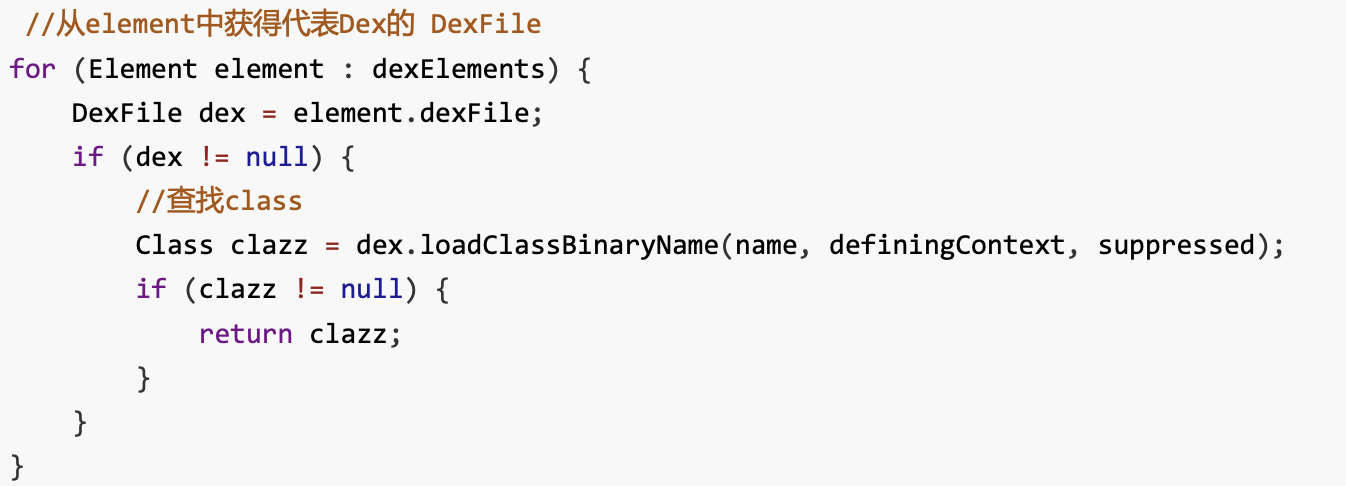 //从element中获得代表Dex的 DexFile
for (Element element : dexElements) {
    DexFile dex = element.dexFile;
    if (dex != null) {
        //查找class
        Class clazz = dex.loadClassBinaryName(name, definingContext, suppressed);
        if (clazz != null) {
            return clazz;
        }
    }
}